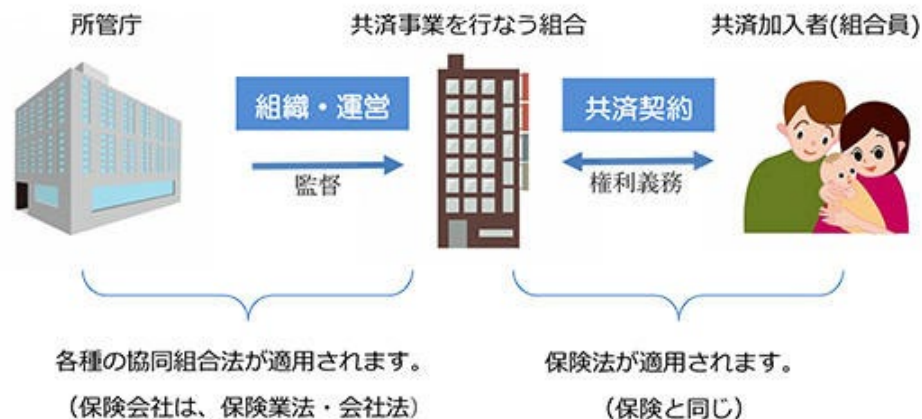 所管庁
共済事業を行なう組合
共済加入者(組合員)
組織・運営
共済契約
監督
権利義務
各種の協同組合法が適用されます。
(保険会社は、保険業法・会社法)
保険法が適用されます。
(保険と同じ)